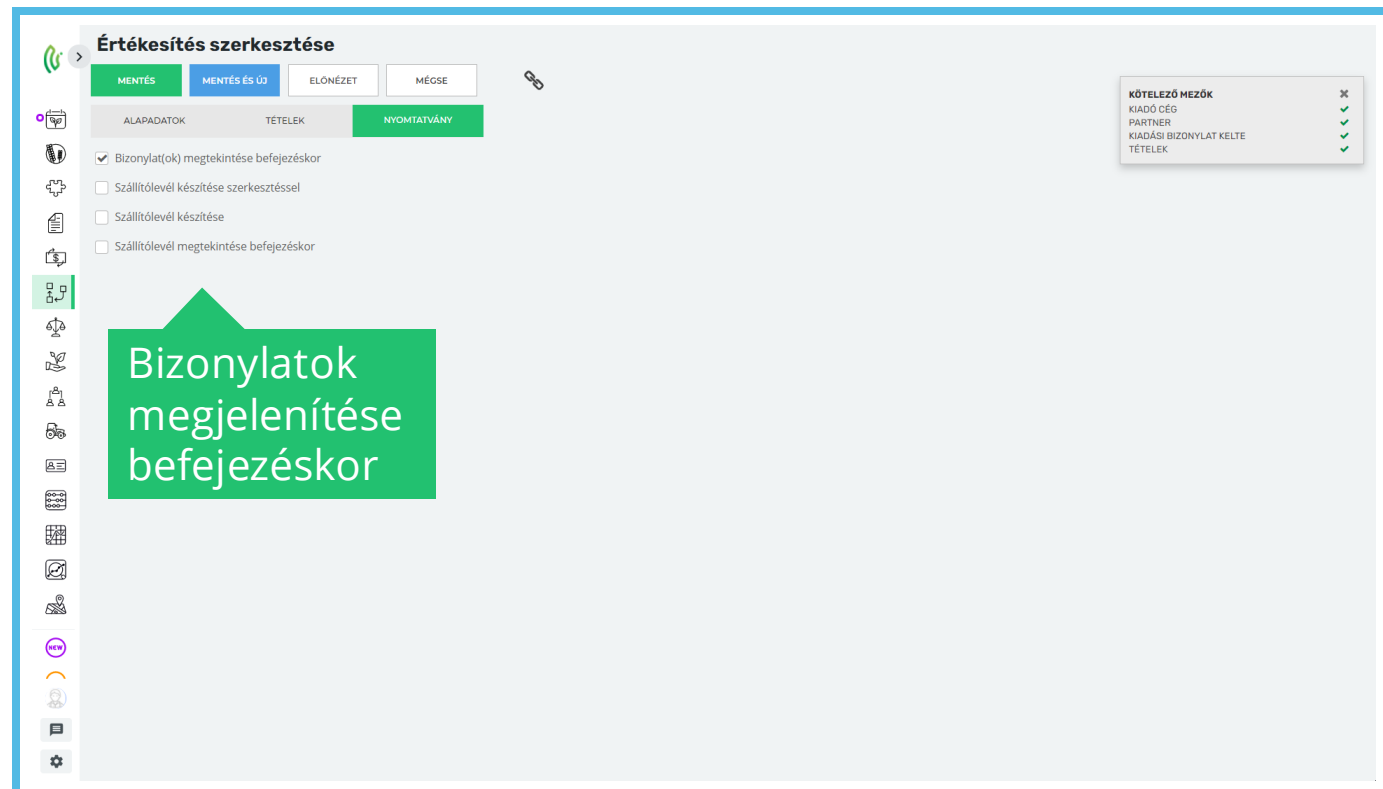 Értékesítés szerkesztése
MENTÉS
MENTÉS ÉS ÚJ
ELŐNÉZET
MÉGSE
ALAPADATOK
TÉTELEK
NYOMTATVÁNY
Bizonylat(ok) megtekintése befejezéskor
Szállítólevél készítése szerkesztéssel
Szállítólevél készítése
Szállítólevél megtekintése befejezéskor
KÖTELEZŐ MEZŐK
KIADÓ CÉG
PARTNER
KIADÁSI BIZONYLAT KELTE
TÉTELEK
Bizonylatok
megjelenítése
befejezéskor
NEW